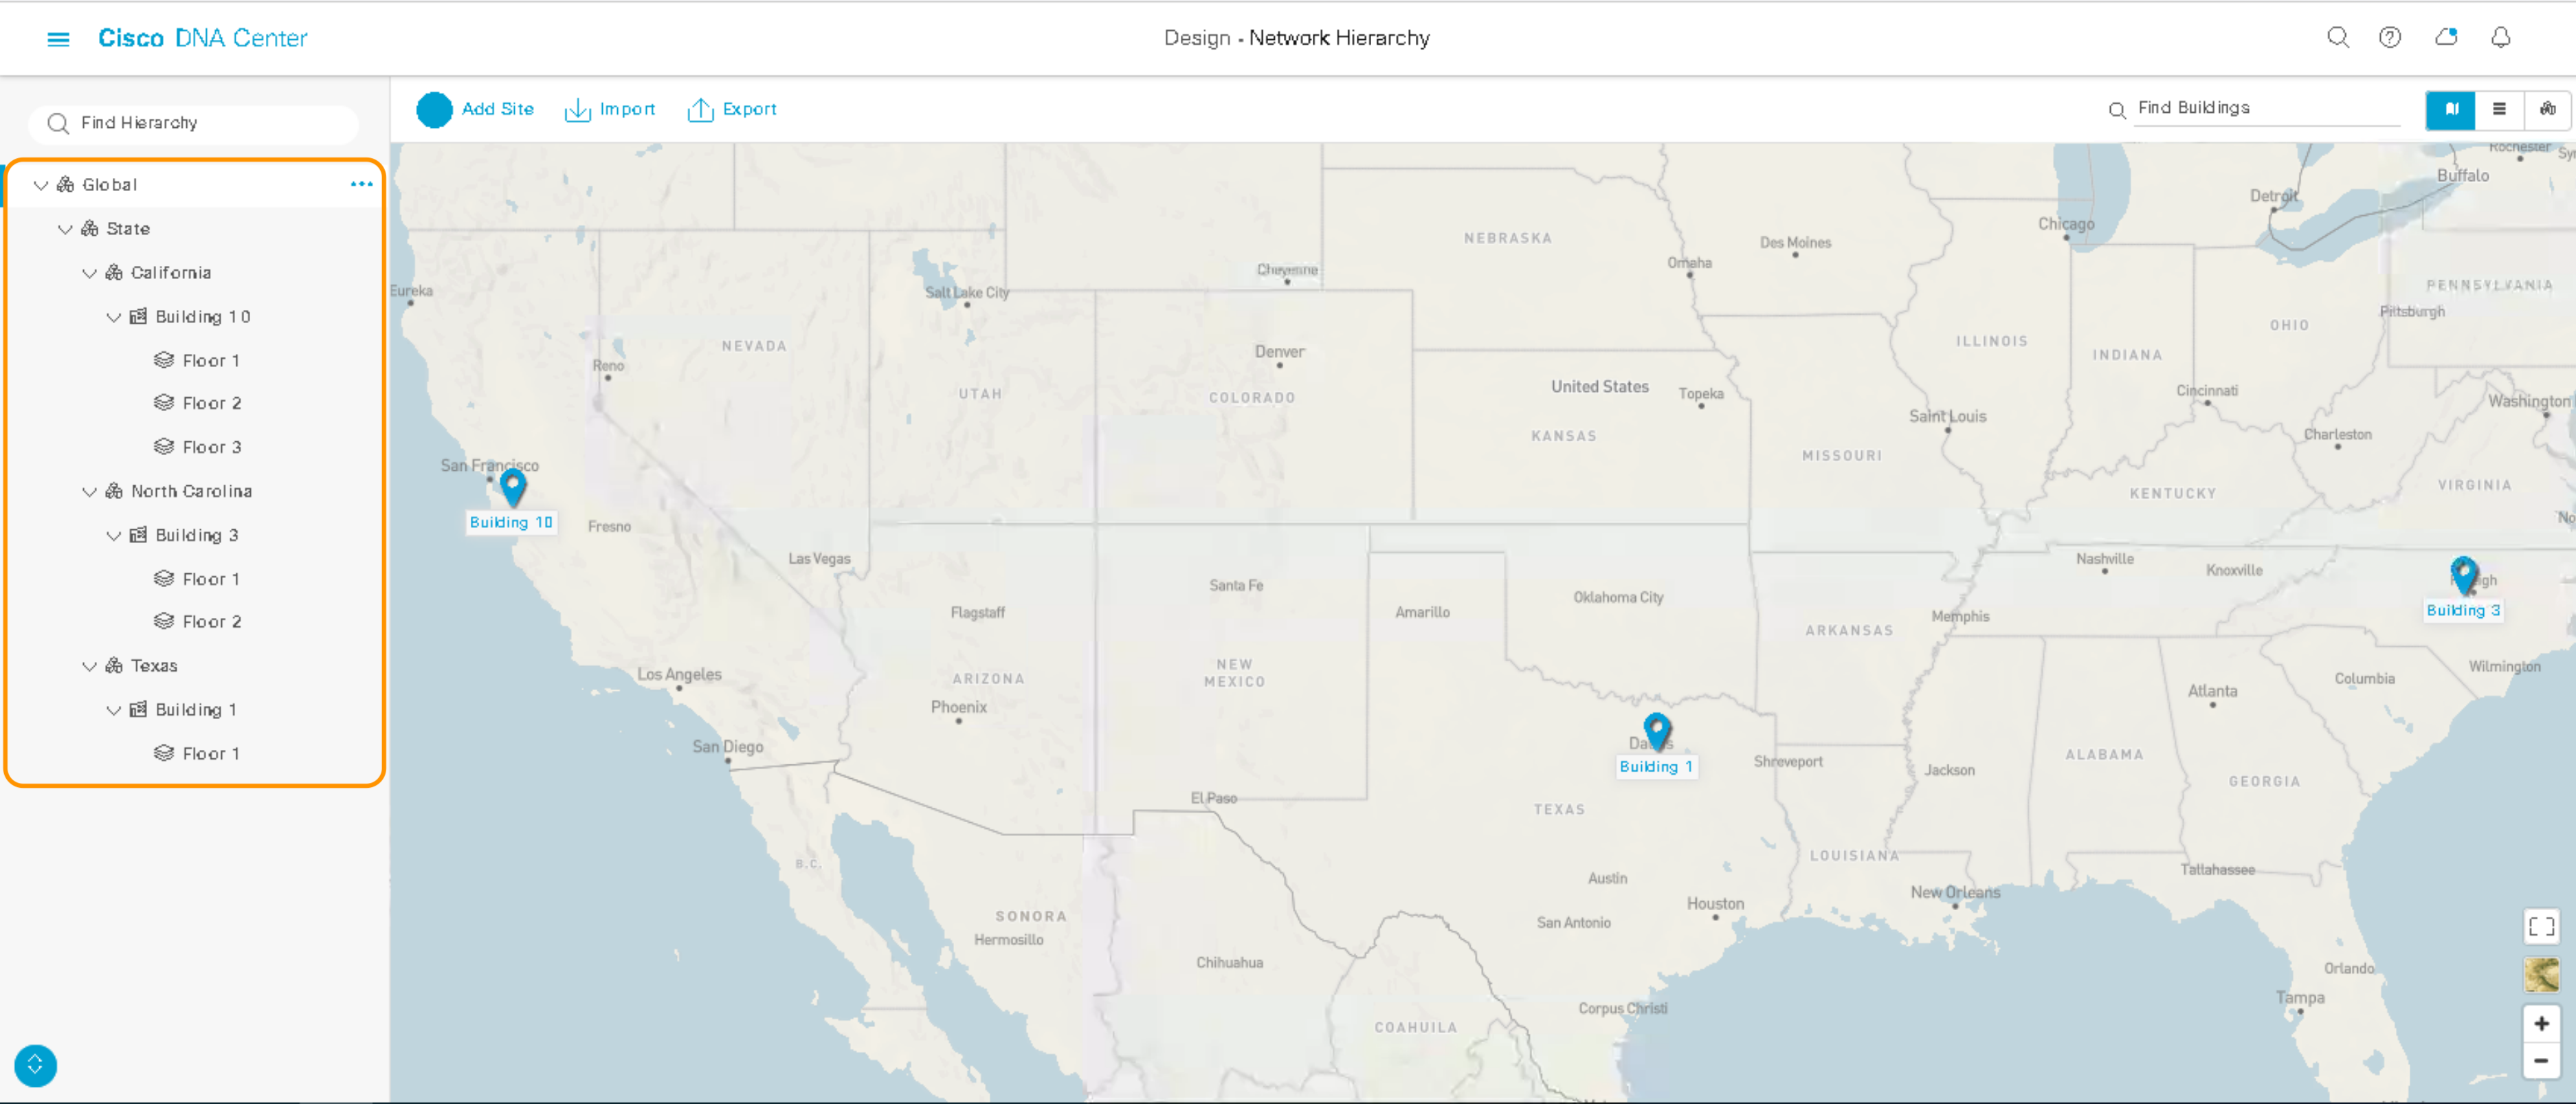 Cisco DNA Center
Design - Network Hierarchy
Find Hierarchy
Add Site
Import
Export
Find Buildings
Global
State
California
Building 10
Floor 1
Floor 2
Floor 3
North Carolina
Building 3
Floor 1
Floor 2
Texas
Building 1
Floor 1
Rochester
Buffalo
Detroit
Chicago
NEBRASKA
Des Moines
Omaha
Cheyenne
Eureka
Salt Lake City
PENNSYLVANIA
Pittsburgh
OHIO
ILLINOIS
INDIANA
NEVADA
Reno
Denver
UTAH
COLORADO
United States
Topeka
Cincinnati
Washington
Saint Louis
KANSAS
Charleston
MISSOURI
San Francisco
VIRGINIA
KENTUCKY
Building 10
Fresno
Las Vegas
Nashville
Knoxville
Santa Fe
Oklahoma City
Flagstaff
Amarillo
Memphis
Building 3
ARKANSAS
NEW
MEXICO
Los Angeles
ARIZONA
Wilmington
Columbia
Atlanta
Phoenix
San Diego
Building 1
Shreveport
Jackson
ALABAMA
GEORGIA
El Paso
TEXAS
B.C.
LOUISIANA
Tallahassee
Austin
New Orleans
Houston
SONORA
San Antonio
Hermosillo
Chihuahua
Orlando
Tampa
Corpus Christi
COAHUILA